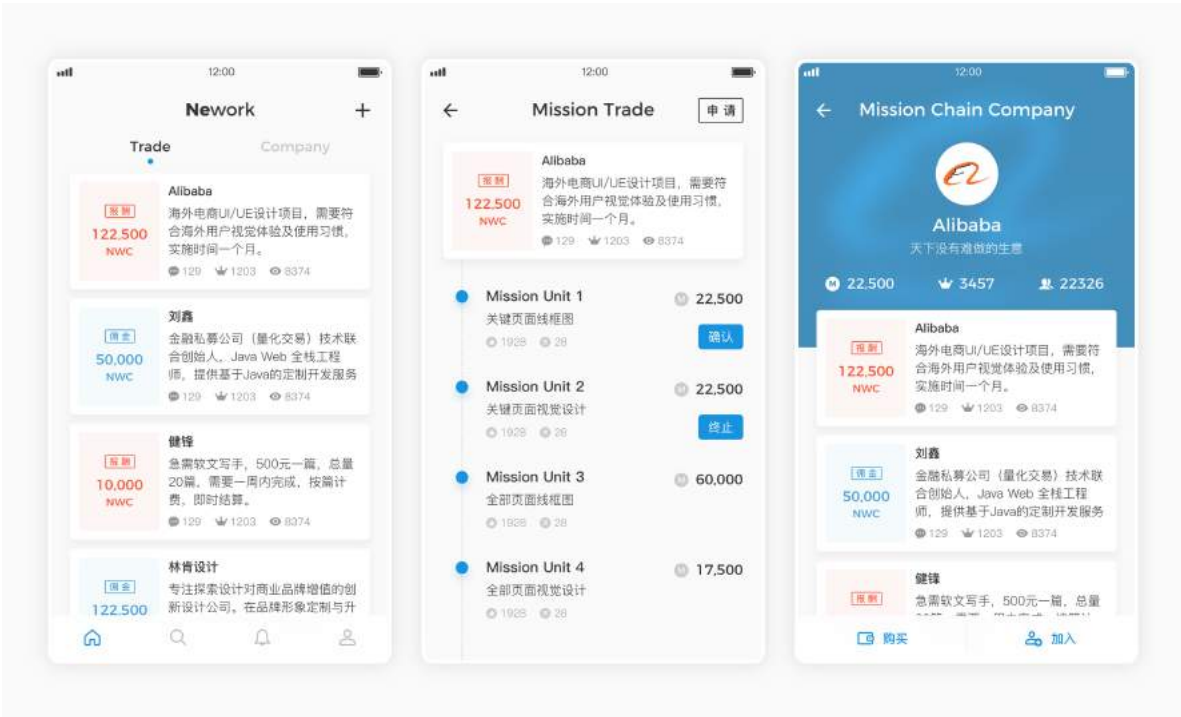 12:00
Nework
Trade
Company
报酬
122,500
NWC
Alibaba
海外电商UI/UE设计项目，需要符
合海外用户视觉体验及使用习惯，
实施时间一个月。
129 1203 8374
佣金
50,000
NWC
刘鑫
金融私募公司（量化交易）技术联
合创始人，Java Web 全栈工程
师，提供基于Java的定制开发服务
129 1203 8374
报酬
10,000
NWC
健锋
急需软文写手，500元一篇，总量
20篇，需要一周内完成，按篇计
费，即时结算。
129 1203 8374
佣金
122,500
林肯设计
专注探索设计对商业品牌增值的创
新设计公司。在品牌形象定制与升
12:00
Mission Trade
申请
报酬
122,500
NWC
Alibaba
海外电商UI/UE设计项目，需要符
合海外用户视觉体验及使用习惯，
实施时间一个月。
129 1203 8374
Mission Unit 1
M 22,500
关键页面线框图
确认
1928 28
Mission Unit 2
M 22,500
关键页面视觉设计
终止
1928 28
Mission Unit 3
M 60,000
全部页面线框图
1928 28
Mission Unit 4
M 17,500
全部页面视觉设计
1928 28
12:00
Mission Chain Company
Alibaba
天下没有难做的生意
M 22,500 3457 22326
报酬
122,500
NWC
Alibaba
海外电商UI/UE设计项目，需要符
合海外用户视觉体验及使用习惯，
实施时间一个月。
129 1203 8374
佣金
50,000
NWC
刘鑫
金融私募公司（量化交易）技术联
合创始人，Java Web 全栈工程
师，提供基于Java的定制开发服务
129 1203 8374
报酬
健锋
急需软文写手，500元一篇，总量
购买
加入